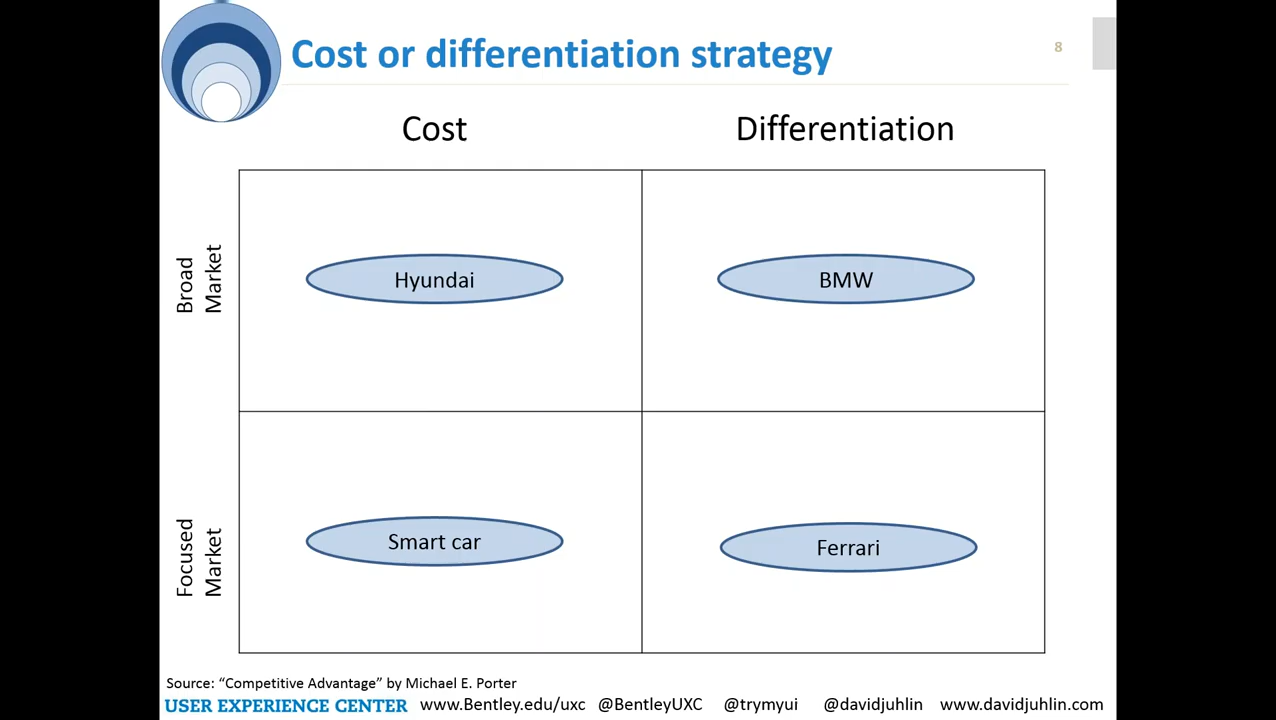 Cost or differentiation strategy
8
Cost
Differentiation
Broad
Market
Hyundai
BMW
Focused
Market
Smart car
Ferrari
Source: “Competitive Advantage” by Michael E. Porter
USER EXPERIENCE CENTER www.Bentley.edu/uxc @BentleyUXC @trymyui @davidjuhlin www.davidjuhlin.com